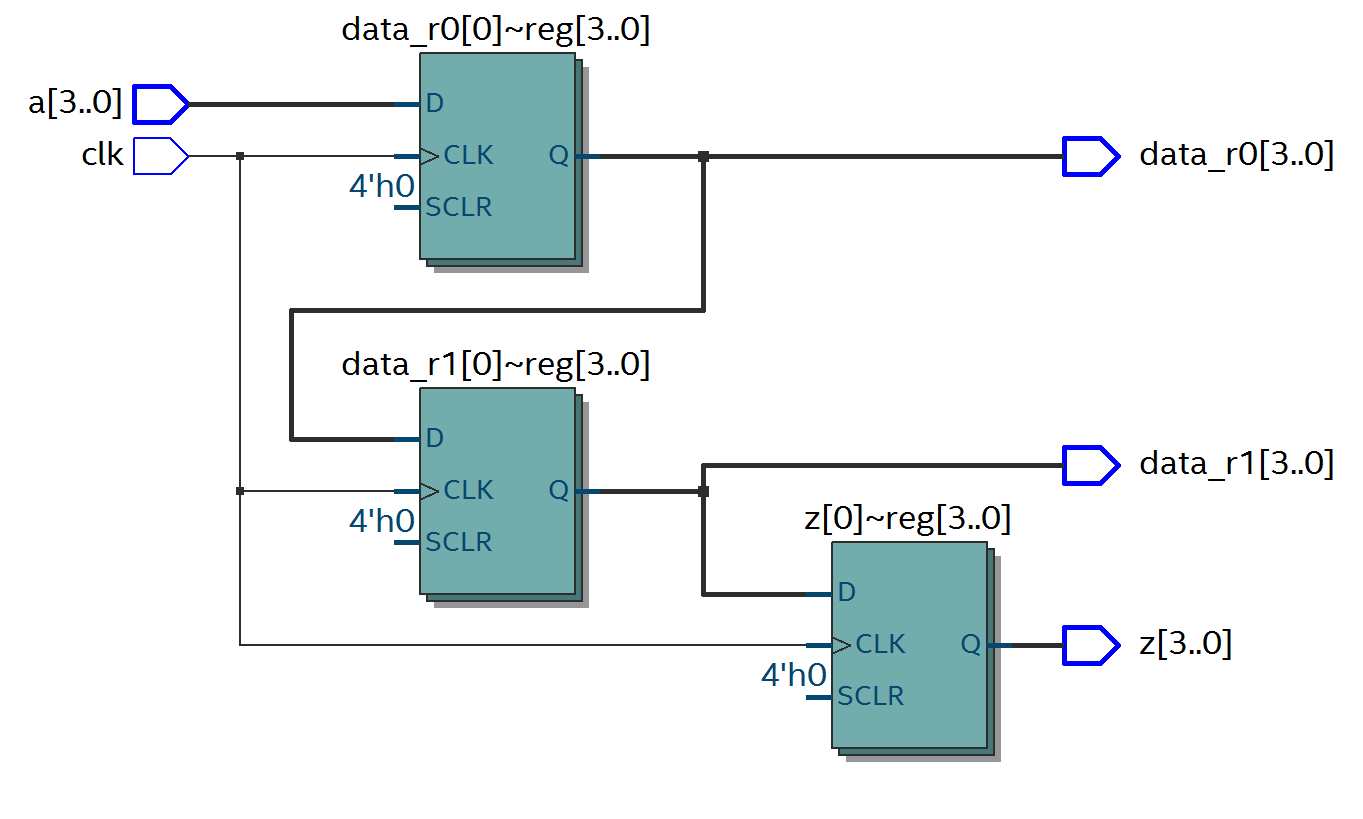 data_r0[0]~reg[3..0]
a[3..0]
D
data_r0[3..0]
clk
CLK
Q
4'h0
SCLR
data_r1[0]~reg[3..0]
D
data_r1[3..0]
CLK
Q
4'h0
SCLR
z[0]~reg[3..0]
D
CLK
Q
z[3..0]
4'h0
SCLR